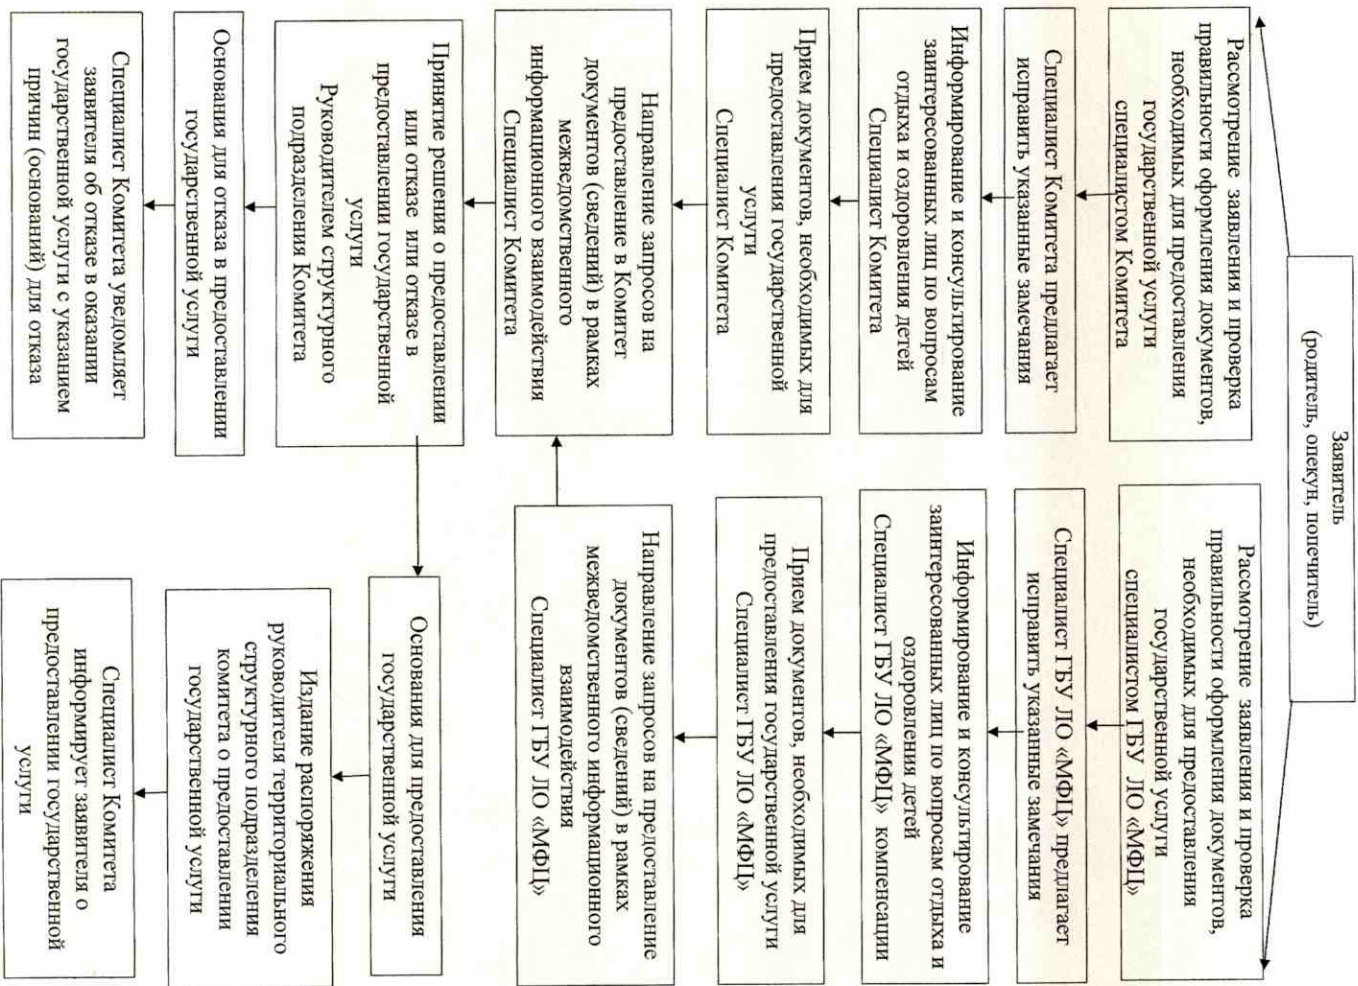 Заявитель
(родитель, опекун, попечитель)
Рассмотрение заявления и проверка
правильности оформления документов,
необходимых для предоставления
государственной услуги
специалистом Комитета
Специалист Комитета предлагает
исправить указанные замечания
Информирование и консультирование
заинтересованных лиц по вопросам
отдыха и оздоровления детей
Специалист Комитета
Прием документов, необходимых для
предоставления государственной
услуги
Специалист Комитета
Направление запросов на
предоставление в Комитет
документов (сведений) в рамках
межведомственного
информационного взаимодействия
Специалист Комитета
Принятие решения о предоставлении
или отказе или отказе в
предоставлении государственной
услуги
Руководителем структурного
подразделения Комитета
Основания для отказа в предоставлении
государственной услуги
Специалист Комитета уведомляет
заявителя об отказе в оказании
государственной услуги с указанием
причин (оснований) для отказа
Рассмотрение заявления и проверка
правильности оформления документов,
необходимых для предоставления
государственной услуги
специалистом ГБУ ЛО «МФЦ»
Специалист ГБУ ЛО «МФЦ» предлагает
исправить указанные замечания
Информирование и консультирование
заинтересованных лиц по вопросам отдыха и
оздоровления детей
Специалист ГБУ ЛО «МФЦ» компенсации
Прием документов, необходимых для
предоставления государственной услуги
Специалист ГБУ ЛО «МФЦ»
Направление запросов на предоставление
документов (сведений) в рамках
межведомственного информационного
взаимодействия
Специалист ГБУ ЛО «МФЦ»
Основания для предоставления
государственной услуги
Издание распоряжения
руководителя территориального
структурного подразделения
комитета о предоставлении
государственной услуги
Специалист Комитета
информирует заявителя о
предоставлении государственной
услуги